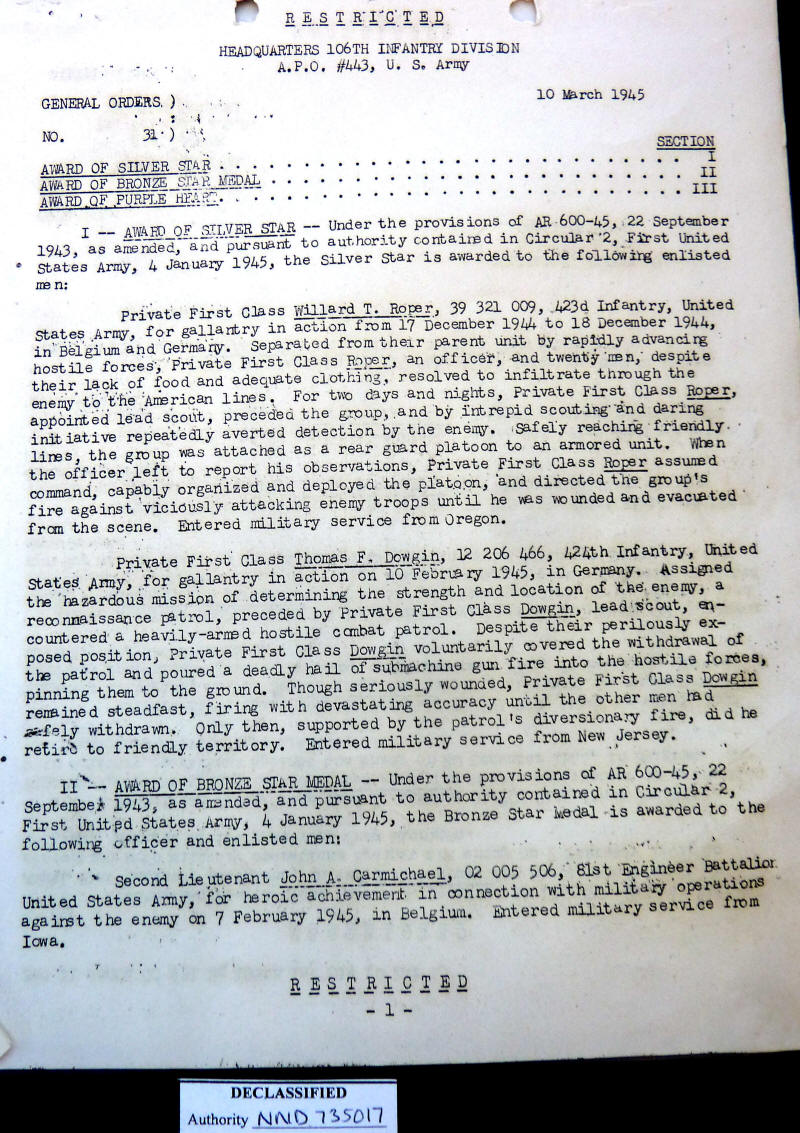 R E S T R I C T E D
HEADQUARTERS 106TH INFANTRY DIVISION
A.P.O. #443, U. S. Army
10 March 1945
GENERAL ORDERS )
:
NO. 31 )
SECTION
AWARD OF SILVER STAR . . . . . . . . . . . . . . . . . . . . . . . . . . . . I
AWARD OF BRONZE STAR MEDAL . . . . . . . . . . . . . . . . . . . . . . . . . II
AWARD OF PURPLE HEART. . . . . . . . . . . . . . . . . . . . . . . . . . . . III
I -- AWARD OF SILVER STAR -- Under the provisions of AR 600-45, 22 September
1943, as amended, and pursuant to authority contained in Circular 2, First United
States Army, 4 January 1945, the Silver Star is awarded to the following enlisted
men:
Private First Class Willard T. Roper, 39 321 009, 423d Infantry, United
States Army, for gallantry in action from 17 December 1944 to 18 December 1944,
in Belgium and Germany. Separated from their parent unit by rapidly advancing
hostile forces, Private First Class Roper, an officer, and twenty men, despite
their lack of food and adequate clothing, resolved to infiltrate through the
enemy to the American lines. For two days and nights, Private First Class Roper,
appointed lead scout, preceded the group, and by intrepid scouting and daring
initiative repeatedly averted detection by the enemy. Safely reaching friendly
lines, the group was attached as a rear guard platoon to an armored unit. When
the officer left to report his observations, Private First Class Roper assumed
command, capably organized and deployed the platoon, and directed the group's
fire against viciously attacking enemy troops until he was wounded and evacuated
from the scene. Entered military service from Oregon.
Private First Class Thomas F. Dowgin, 12 206 466, 424th Infantry, United
States Army, for gallantry in action on 10 February 1945, in Germany. Assigned
the hazardous mission of determining the strength and location of the enemy, a
reconnaissance patrol, preceded by Private First Class Dowgin, lead scout, en-
countered a heavily-armed hostile combat patrol. Despite their perilously ex-
posed position, Private First Class Dowgin voluntarily covered the withdrawal of
the patrol and poured a deadly hail of submachine gun fire into the hostile forces,
pinning them to the ground. Though seriously wounded, Private First Class Dowgin
remained steadfast, firing with devastating accuracy until the other men had
safely withdrawn. Only then, supported by the patrol's diversionary fire, did he
retire to friendly territory. Entered military service from New Jersey.
II -- AWARD OF BRONZE STAR MEDAL -- Under the provisions of AR 600-45, 22
September 1943, as amended, and pursuant to authority contained in Circular 2,
First United States Army, 4 January 1945, the Bronze Star Medal is awarded to the
following officer and enlisted men:
Second Lieutenant John A. Carmichael, 02 005 506, 81st Engineer Battalion
United States Army, for heroic achievement in connection with military operations
against the enemy on 7 February 1945, in Belgium. Entered military service from
Iowa.
R E S T R I C T E D
- 1 -
DECLASSIFIED
Authority NND 735017